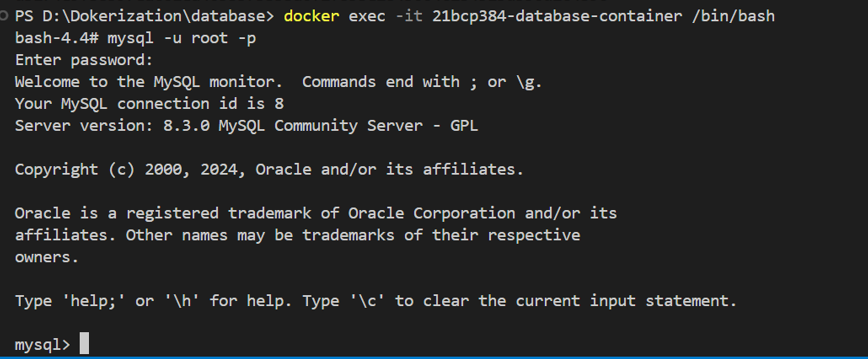 PS D:\Dokerization\database> docker exec -it 21bcp384-database-container /bin/bash
bash-4.4# mysql -u root -p
Enter password:
Welcome to the MySQL monitor.  Commands end with ; or \g.
Your MySQL connection id is 8
Server version: 8.3.0 MySQL Community Server - GPL
Copyright (c) 2000, 2024, Oracle and/or its affiliates.
Oracle is a registered trademark of Oracle Corporation and/or its
affiliates. Other names may be trademarks of their respective
owners.
Type 'help;' or '\h' for help. Type '\c' to clear the current input statement.
mysql>